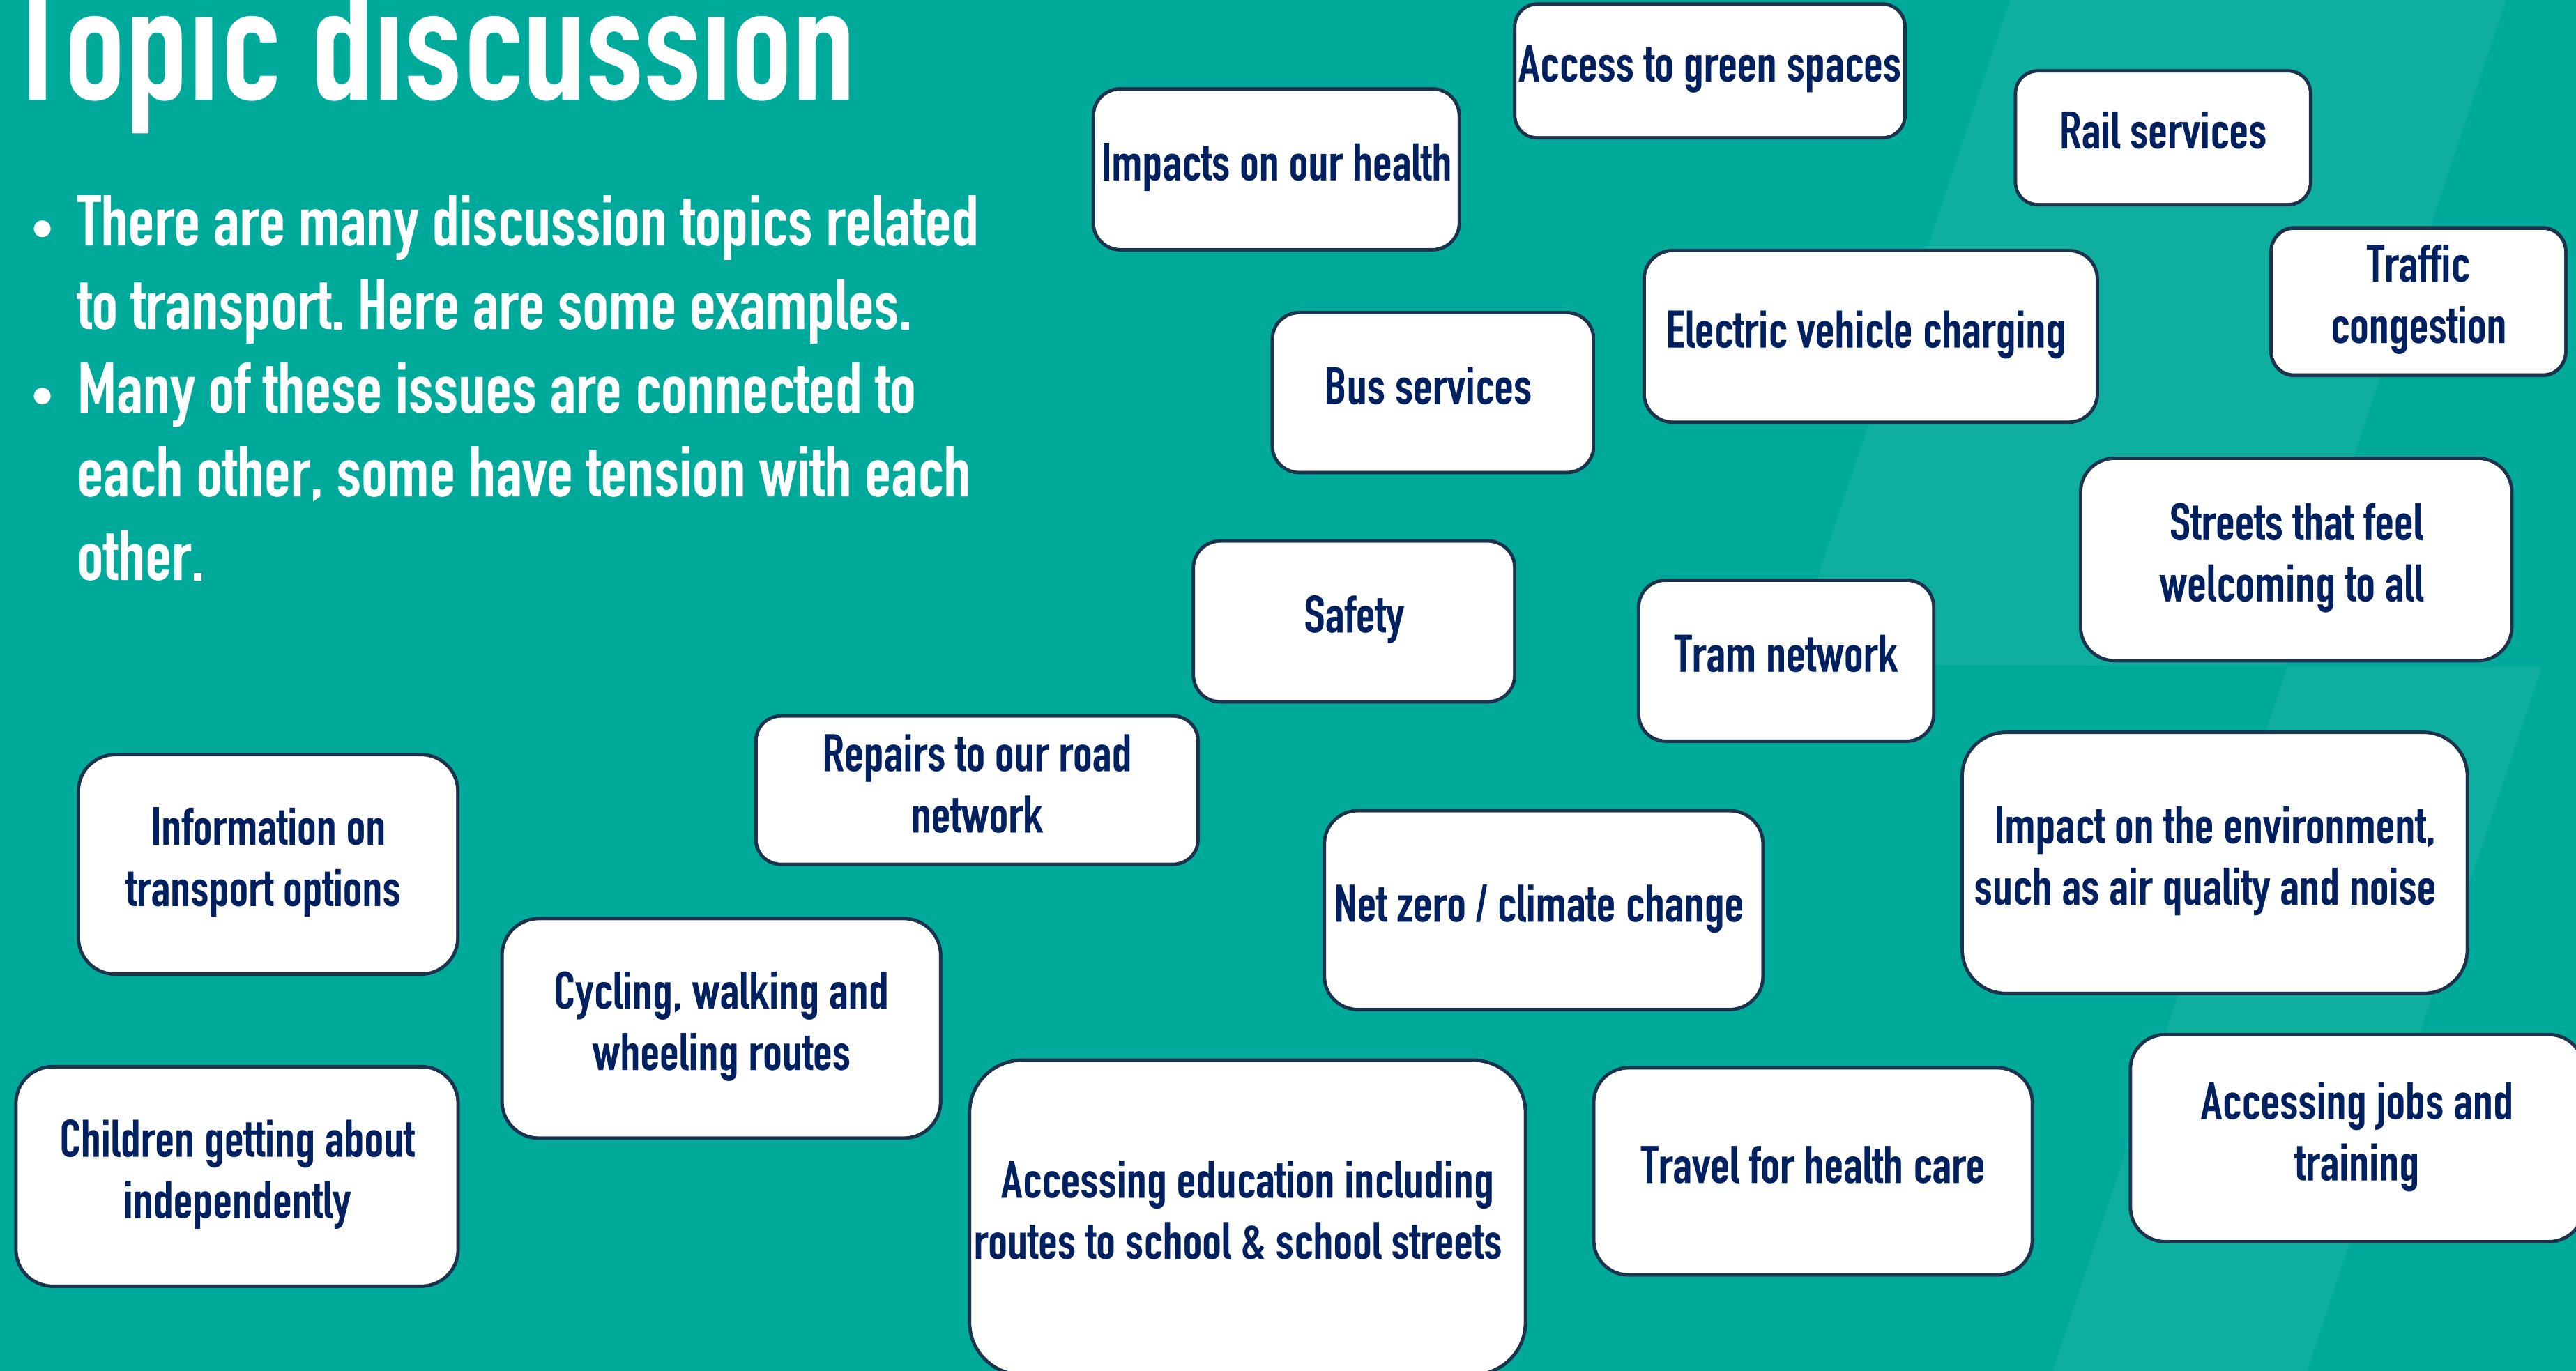 Topic discussion
• There are many discussion topics related
to transport. Here are some examples.
• Many of these issues are connected to
each other, some have tension with each
other.
Access to green spaces
Impacts on our health
Rail services
Traffic
congestion
Electric vehicle charging
Bus services
Streets that feel
welcoming to all
Safety
Tram network
Repairs to our road
network
Information on
transport options
Net zero / climate change
Impact on the environment,
such as air quality and noise
Cycling, walking and
wheeling routes
Children getting about
independently
Accessing education including
routes to school & school streets
Travel for health care
Accessing jobs and
training